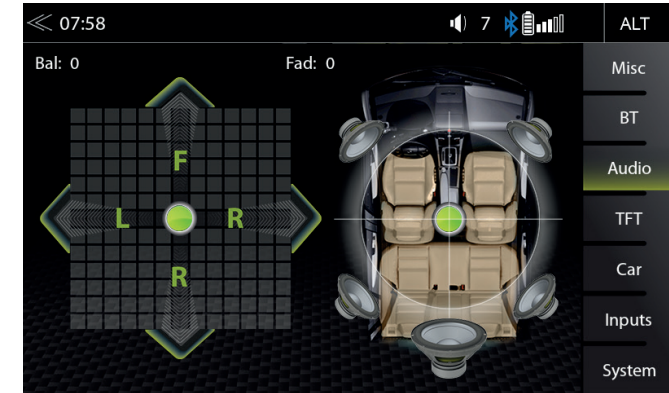 07:58 7 ALT
Bal: 0 Fad: 0 Misc
BT
F
Audio
L R TFT
R
Car
Inputs
System